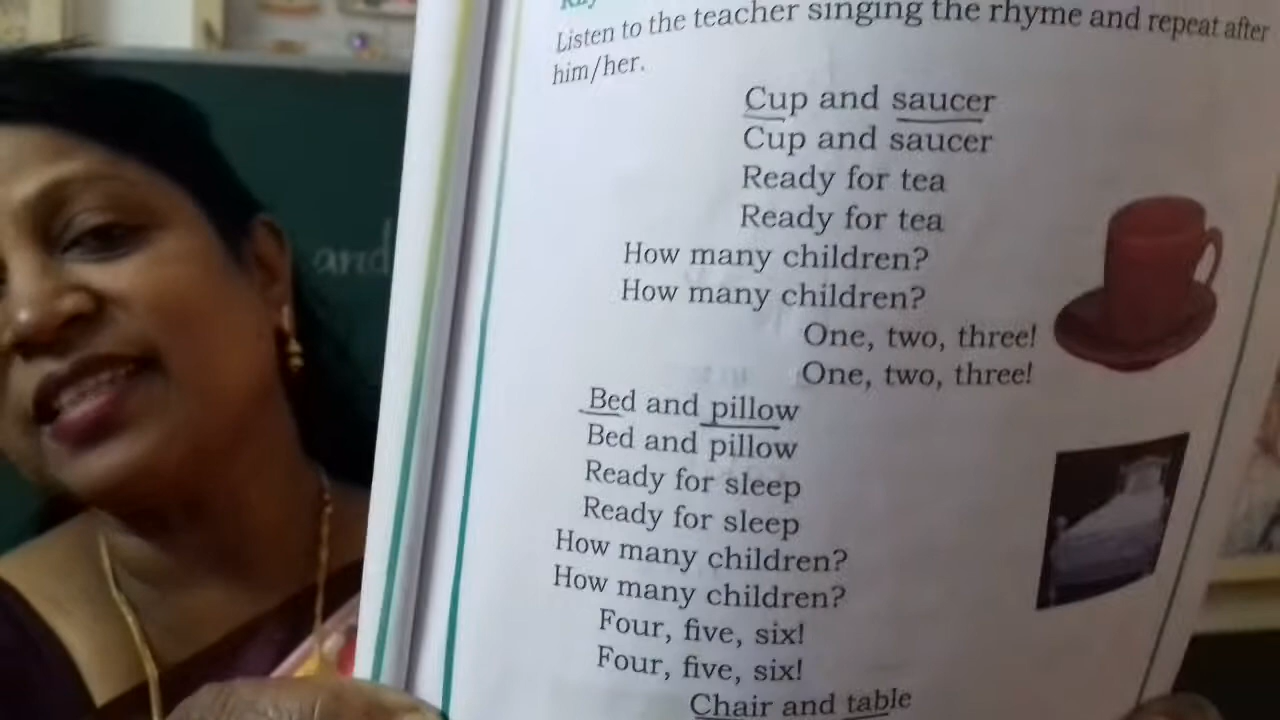 Listen to the teacher singing the rhyme and repeat after
him/her.
Cup and saucer
Cup and saucer
Ready for tea
Ready for tea
How many children?
How many children?
One, two, three!
One, two, three!
Bed and pillow
Bed and pillow
Ready for sleep
Ready for sleep
How many children?
How many children?
Four, five, six!
Four, five, six!
Chair and table
and